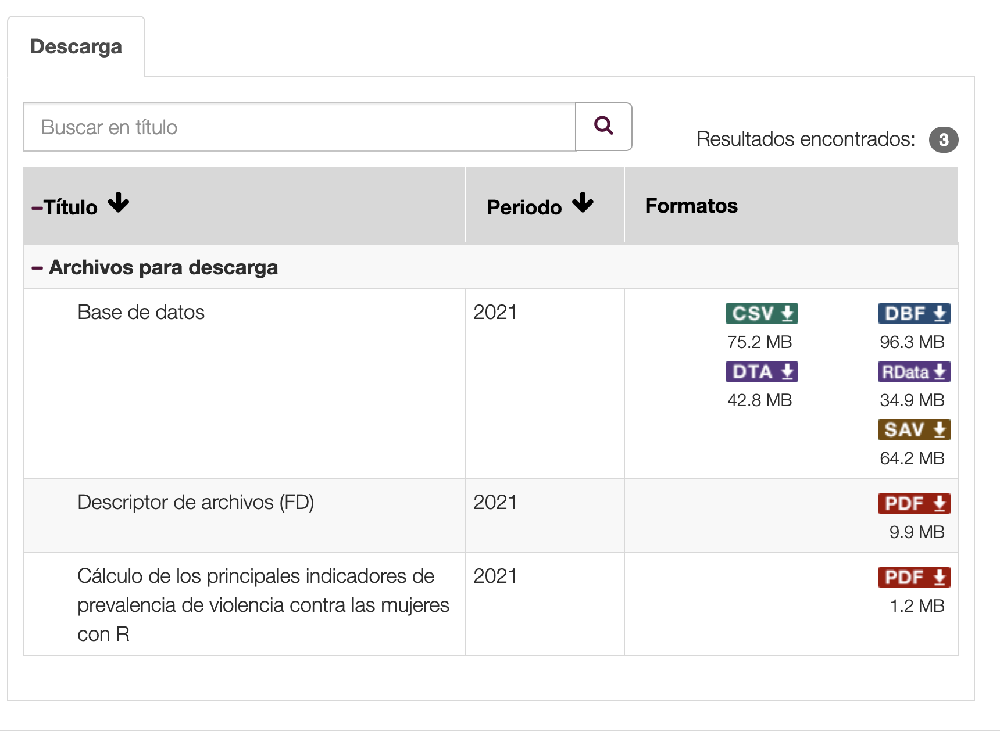 Descarga
Buscar en título
Resultados encontrados: 3
–Título
Periodo
Formatos
– Archivos para descarga
Base de datos
2021
CSV
DBF
75.2 MB
96.3 MB
DTA
RData
42.8 MB
34.9 MB
SAV
64.2 MB
Descriptor de archivos (FD)
2021
PDF
9.9 MB
Cálculo de los principales indicadores de
prevalencia de violencia contra las mujeres
con R
2021
PDF
1.2 MB